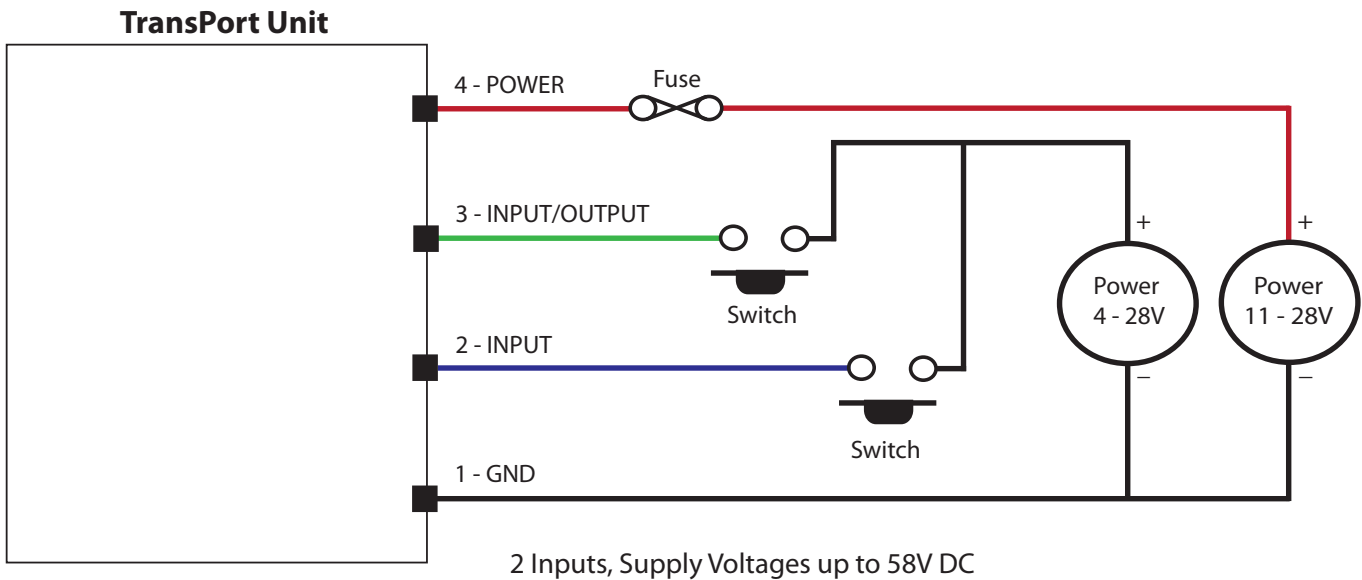 TransPort Unit
4 - POWER
Fuse
3 - INPUT/OUTPUT
+
+
Power
4 - 28V
Power
11 - 28V
Switch
2 - INPUT
–
–
Switch
1 - GND
2 Inputs, Supply Voltages up to 58V DC